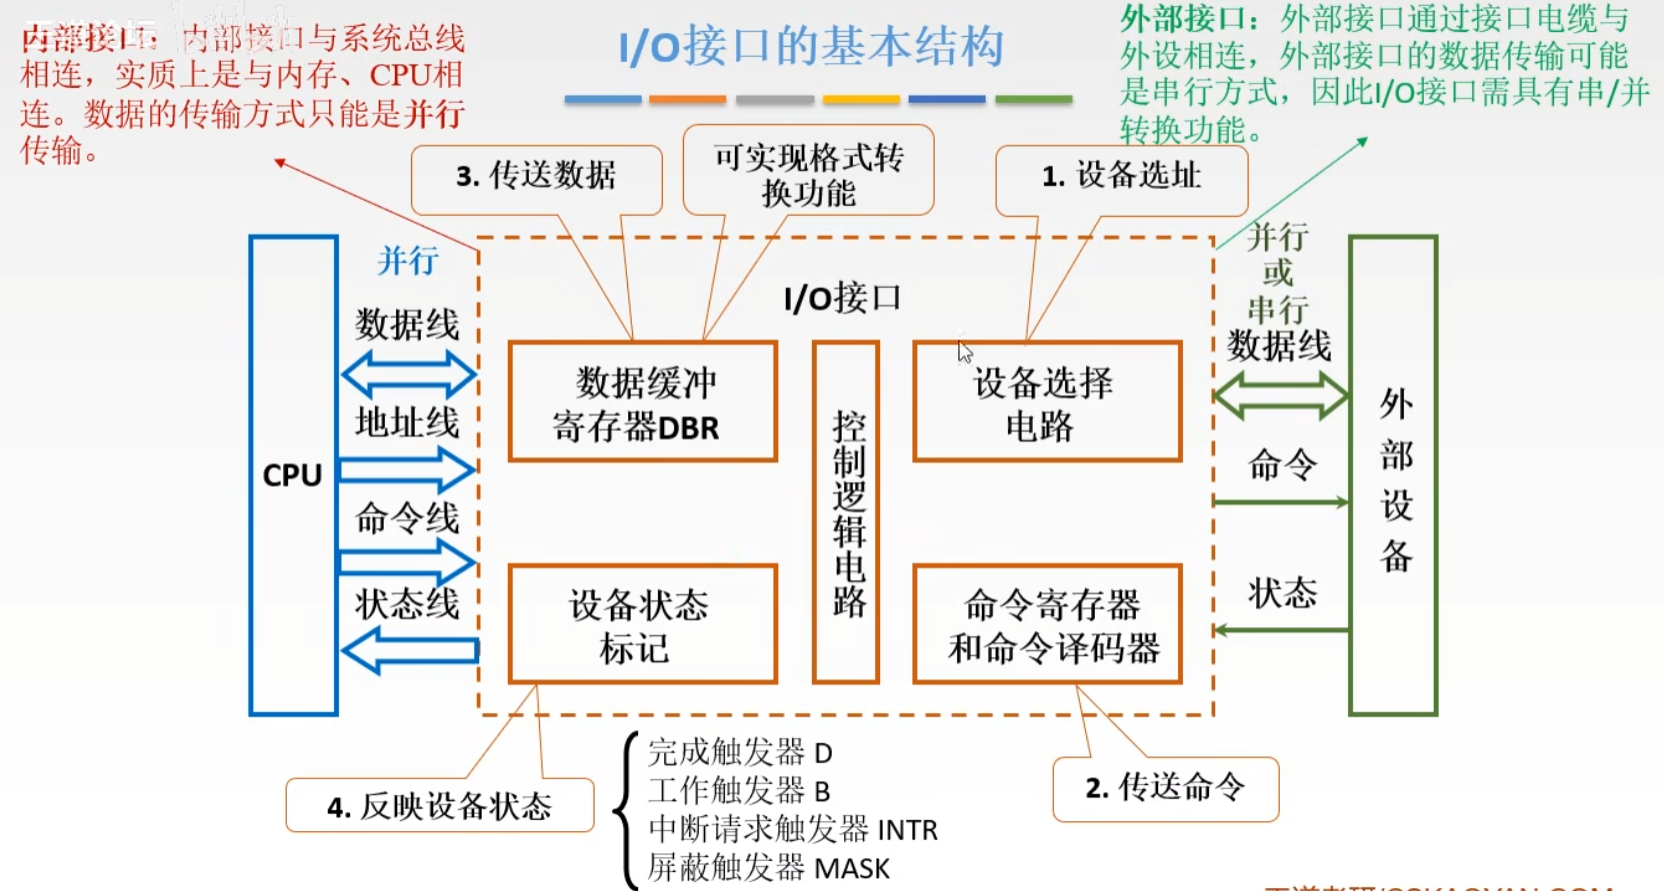 I/O接口的基本结构
内部接口：内部接口与系统总线
相连，实质上是与内存、CPU相
连。数据的传输方式只能是并行
传输。
外部接口：外部接口通过接口电缆与
外设相连，外部接口的数据传输可能
是串行方式，因此I/O接口需具有串/并
转换功能。
3. 传送数据
可实现格式转
换功能
1. 设备选址
CPU
并行
数据线
地址线
命令线
状态线
I/O接口
数据缓冲
寄存器DBR
控制逻辑电路
设备选择
电路
设备状态
标记
命令寄存器
和命令译码器
并行
或
串行
数据线
命令
状态
外部设备
4. 反映设备状态
完成触发器 D
工作触发器 B
中断请求触发器 INTR
屏蔽触发器 MASK
2. 传送命令